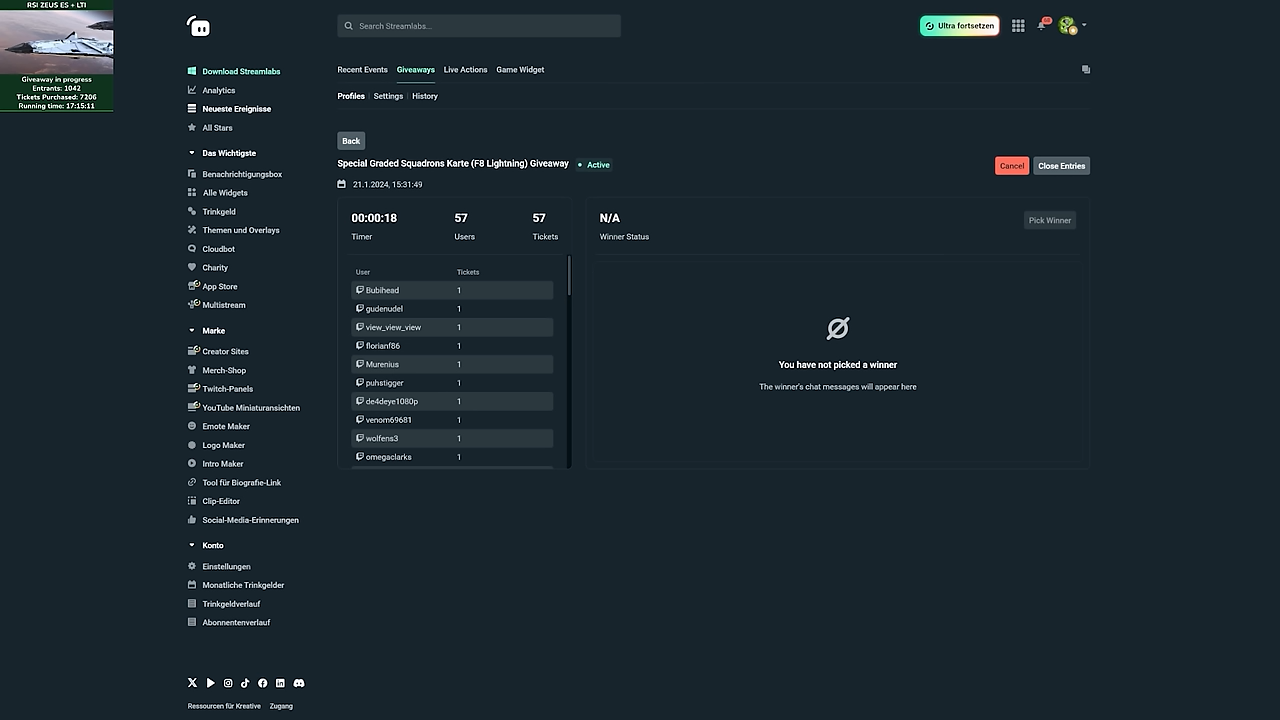 RSI ZEUS ES + LTI
Giveaway in progress
Entrants: 1042
Tickets Purchased: 7206
Running time: 17:15:11
Search Streamlabs...
Ultra fortsetzen
Download Streamlabs
Analytics
Neueste Ereignisse
All Stars
Das Wichtigste
Benachrichtigungsbox
Alle Widgets
Trinkgeld
Themen und Overlays
Cloudbot
Charity
App Store
Multistream
Marke
Creator Sites
Merch-Shop
Twitch-Panels
YouTube Miniaturansichten
Emote Maker
Logo Maker
Intro Maker
Tool für Biografie-Link
Clip-Editor
Social-Media-Erinnerungen
Konto
Einstellungen
Monatliche Trinkgelder
Trinkgeldverlauf
Abonnentenverlauf
Ressourcen für Kreative Zugang
Recent Events Giveaways Live Actions Game Widget
Profiles Settings History
Back
Special Graded Squadrons Karte (F8 Lightning) Giveaway Active
Cancel Close Entries
21.1.2024, 15:31:49
00:00:18 57 57
Timer Users Tickets
User Tickets
Bubihead 1
gudenudel 1
view_view_view 1
florianf86 1
Murenius 1
puhstigger 1
de4deye1080p 1
venom69681 1
wolfens3 1
omegaclarks 1
N/A
Winner Status
Pick Winner
You have not picked a winner
The winner's chat messages will appear here